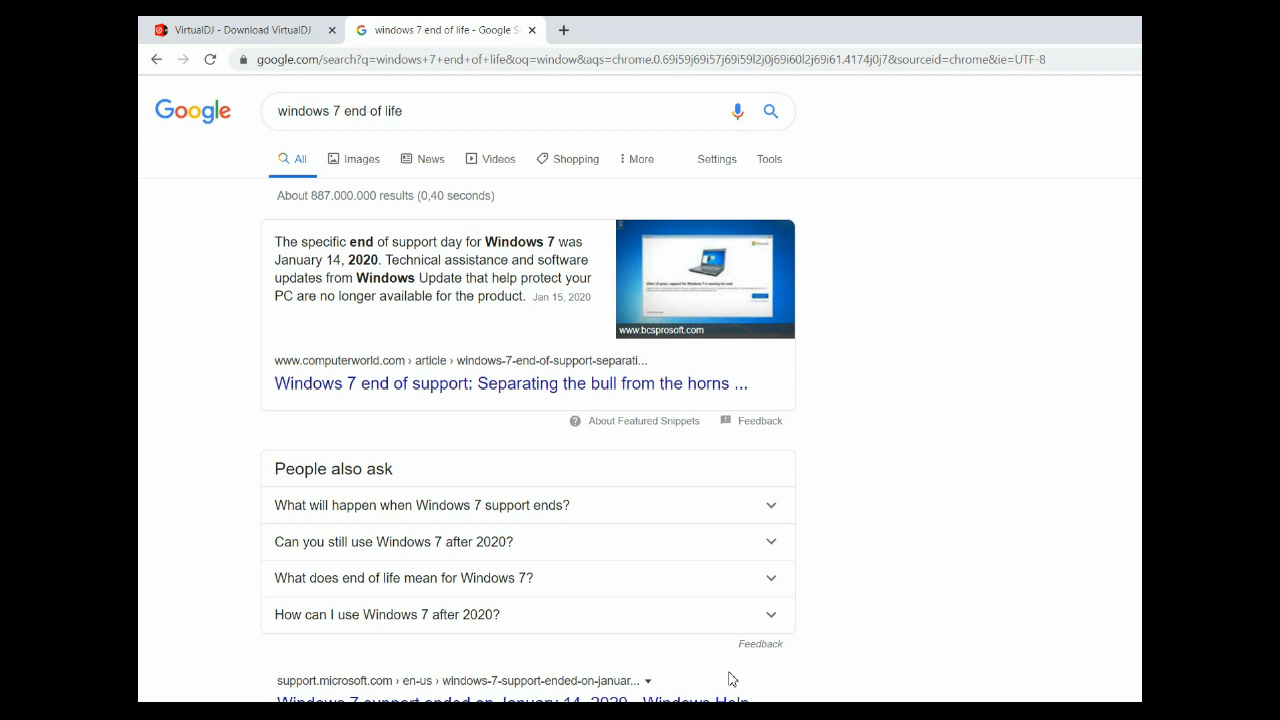 VirtualDJ - Download VirtualDJ
windows 7 end of life - Google S
google.com/search?q=windows+7+end+of+life&oq=window&aqs=chrome.0.69i59j69i57j69i59l2j0j69i60l2j69i61.4174j0j7&sourceid=chrome&ie=UTF-8
Google
windows 7 end of life
All Images News Videos Shopping More Settings Tools
About 887.000.000 results (0,40 seconds)
The specific end of support day for Windows 7 was
January 14, 2020. Technical assistance and software
updates from Windows Update that help protect your
PC are no longer available for the product. Jan 15, 2020
www.bcsprosoft.com
www.computerworld.com › article › windows-7-end-of-support-separati...
Windows 7 end of support: Separating the bull from the horns ...
About Featured Snippets Feedback
People also ask
What will happen when Windows 7 support ends?
Can you still use Windows 7 after 2020?
What does end of life mean for Windows 7?
How can I use Windows 7 after 2020?
Feedback
support.microsoft.com › en-us › windows-7-support-ended-on-januar...
Windows 7 support ended on January 14, 2020 - Windows Help